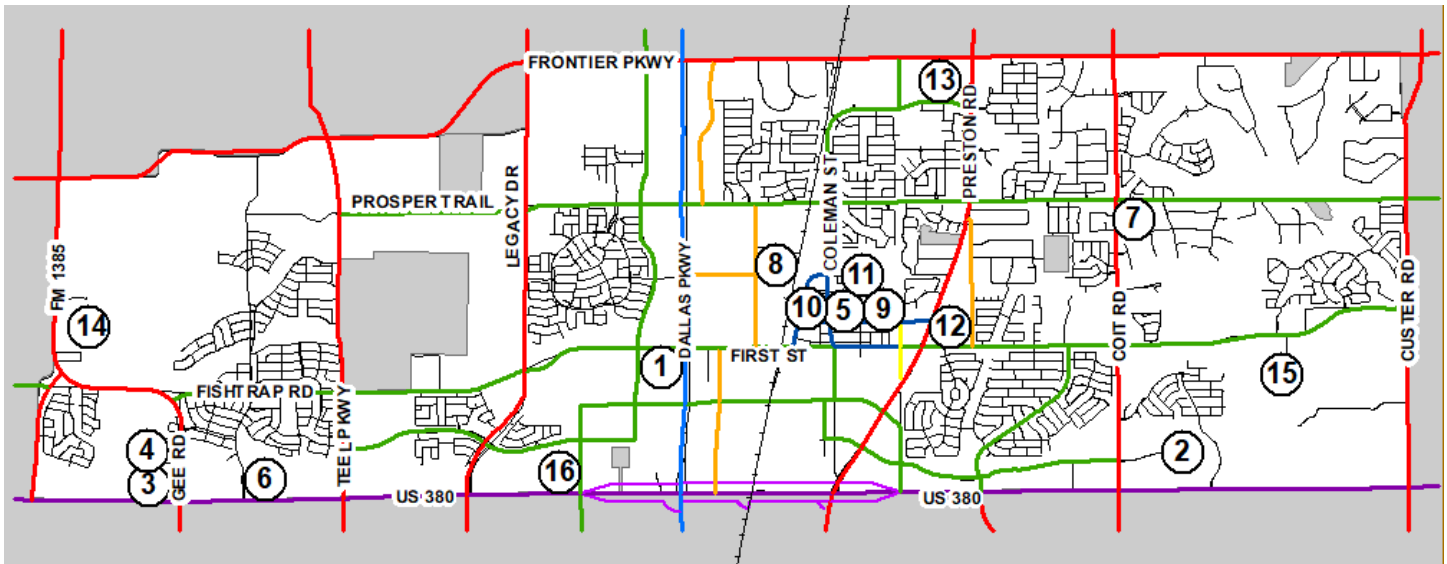 FRONTIER PKWY
13
PRESTON RD
COLEMAN ST
LEGACY DR
PROSPER TRAIL
7
FM 1385
DALLAS PKWY
8
11
10
5
9
12
14
COIT RD
CUSTER RD
FIRST ST
1
15
FISHTRAP RD
TEEL PKWY
4
3
GEE RD
6
16
2
US 380
US 380